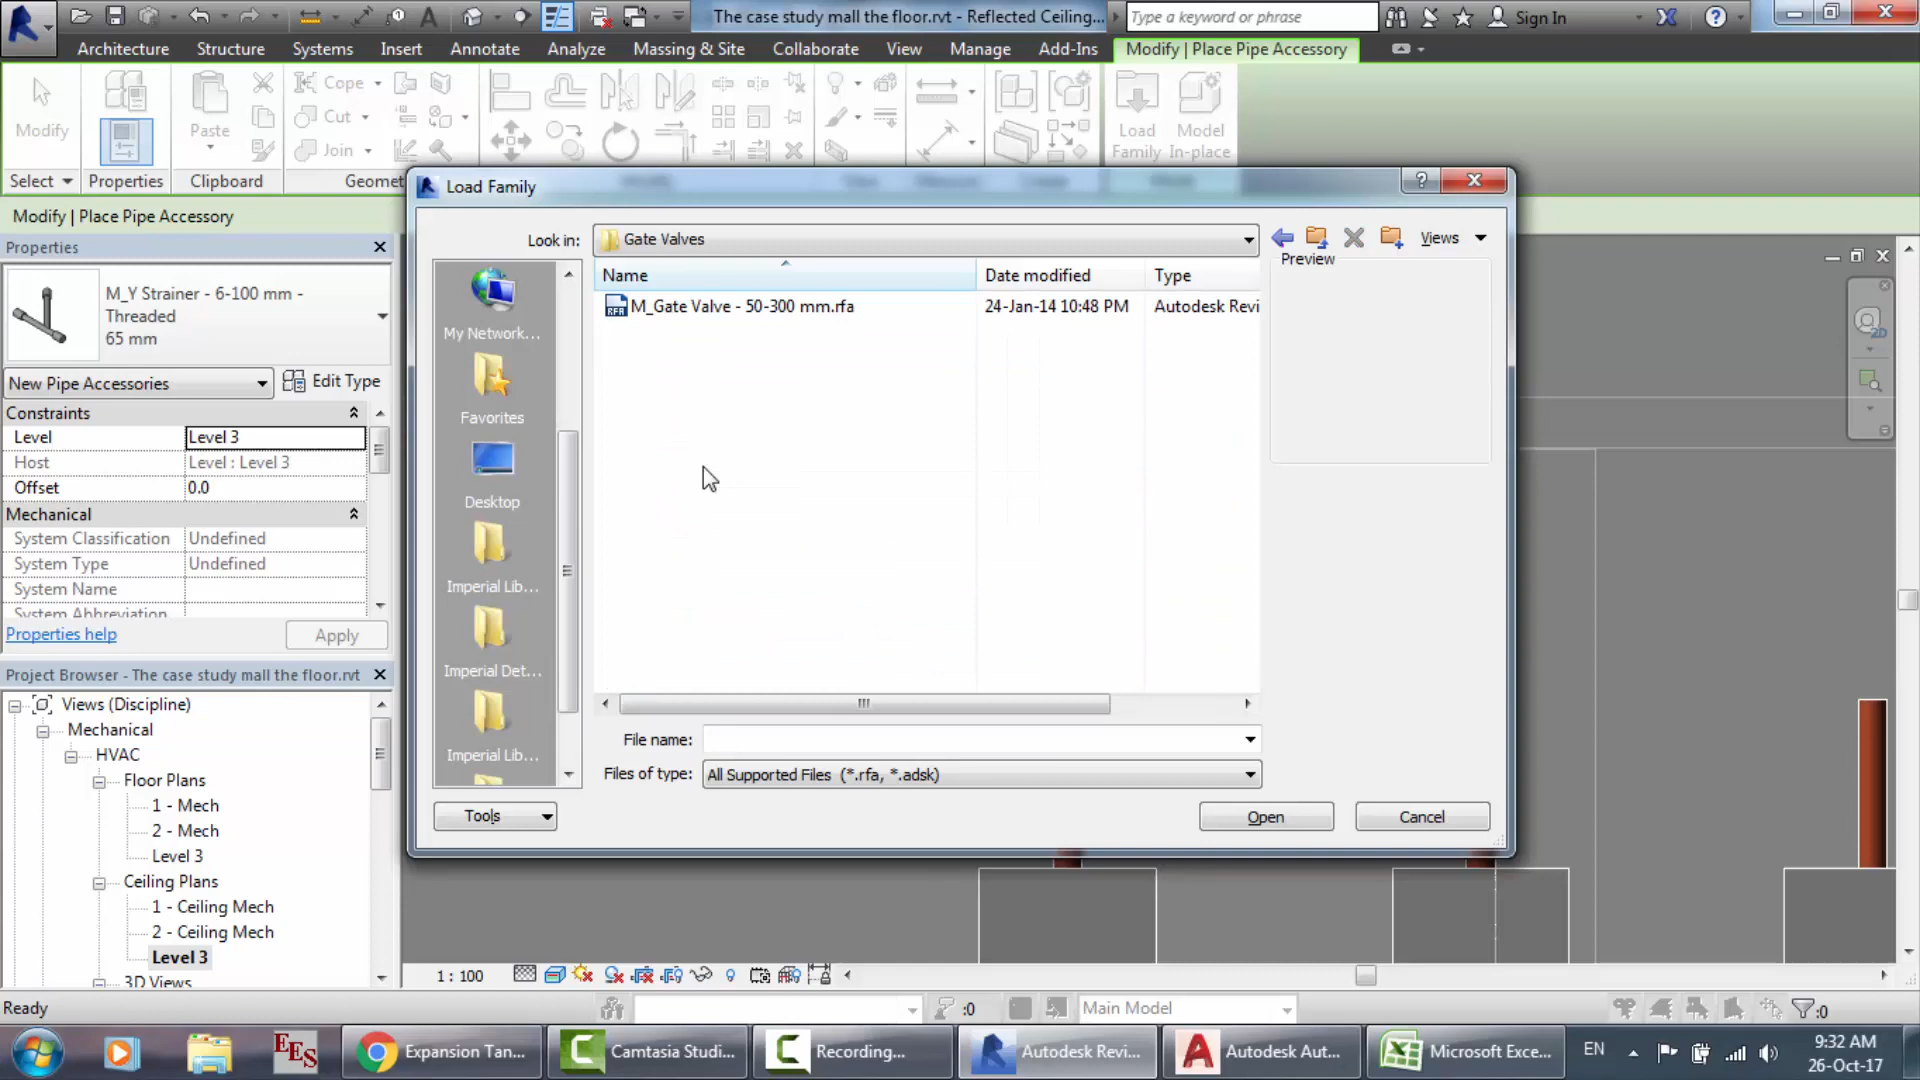 The case study mall the floor.rvt - Reflected Ceiling...
Type a keyword or phrase
Sign In
Architecture Structure Systems Insert Annotate Analyze Massing & Site Collaborate View Manage Add-Ins Modify | Place Pipe Accessory
Modify
Paste
Cope
Cut
Join
Load Family
Model In-place
Select Properties Clipboard Geomet
Modify | Place Pipe Accessory
Properties
M_Y Strainer - 6-100 mm - Threaded
65 mm
New Pipe Accessories
Edit Type
Constraints
Level Level 3
Host Level : Level 3
Offset 0.0
Mechanical
System Classification Undefined
System Type Undefined
System Name
System Abbreviation
Properties help
Apply
Project Browser - The case study mall the floor.rvt
Views (Discipline)
Mechanical
HVAC
Floor Plans
1 - Mech
2 - Mech
Level 3
Ceiling Plans
1 - Ceiling Mech
2 - Ceiling Mech
Level 3
3D Views
Load Family
Look in: Gate Valves
Views
Preview
Name Date modified Type
M_Gate Valve - 50-300 mm.rfa 24-Jan-14 10:48 PM Autodesk Revi
RFA
My Network...
Favorites
Desktop
Imperial Lib...
Imperial Det...
Imperial Lib...
File name:
Files of type: All Supported Files (*.rfa, *.adsk)
Tools
Open
Cancel
2D
1 : 100
Ready
:0
Main Model
:0
EES
Expansion Tan...
Camtasia Studi...
Recording...
Autodesk Revi...
Autodesk Aut...
Microsoft Exce...
EN
9:32 AM
26-Oct-17